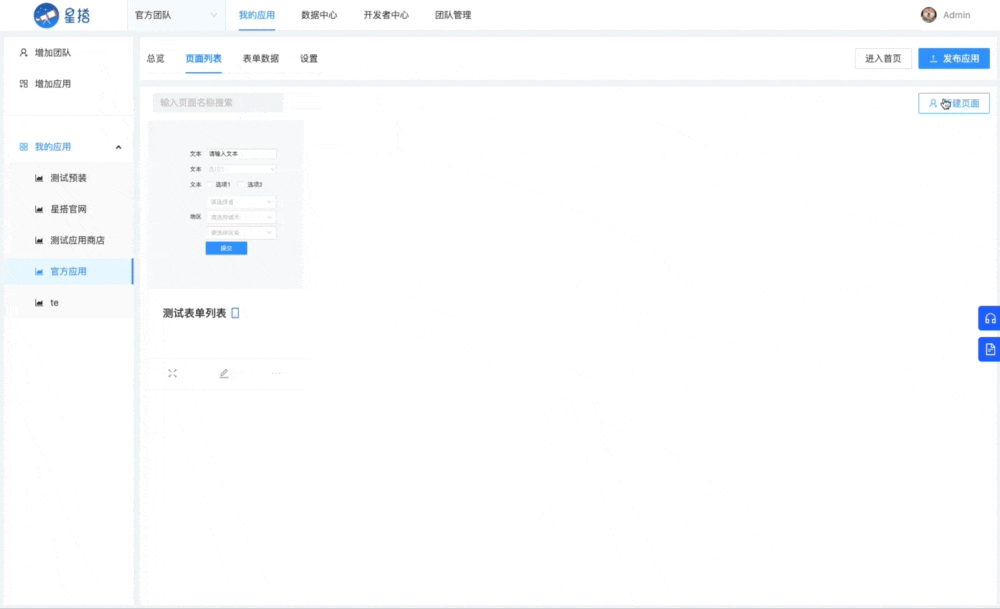 星搭
官方团队 我的应用 数据中心 开发者中心 团队管理 Admin
增加团队
增加应用
我的应用
测试预装
星搭官网
测试应用商店
官方应用
te
总览 页面列表 表单数据 设置 进入首页 发布应用
输入页面名称搜索 建页面
文本 请输入文本
文本
文本 选项1 选项2
请选择省
地区 请选择城市
请选择区县
提交
测试表单列表